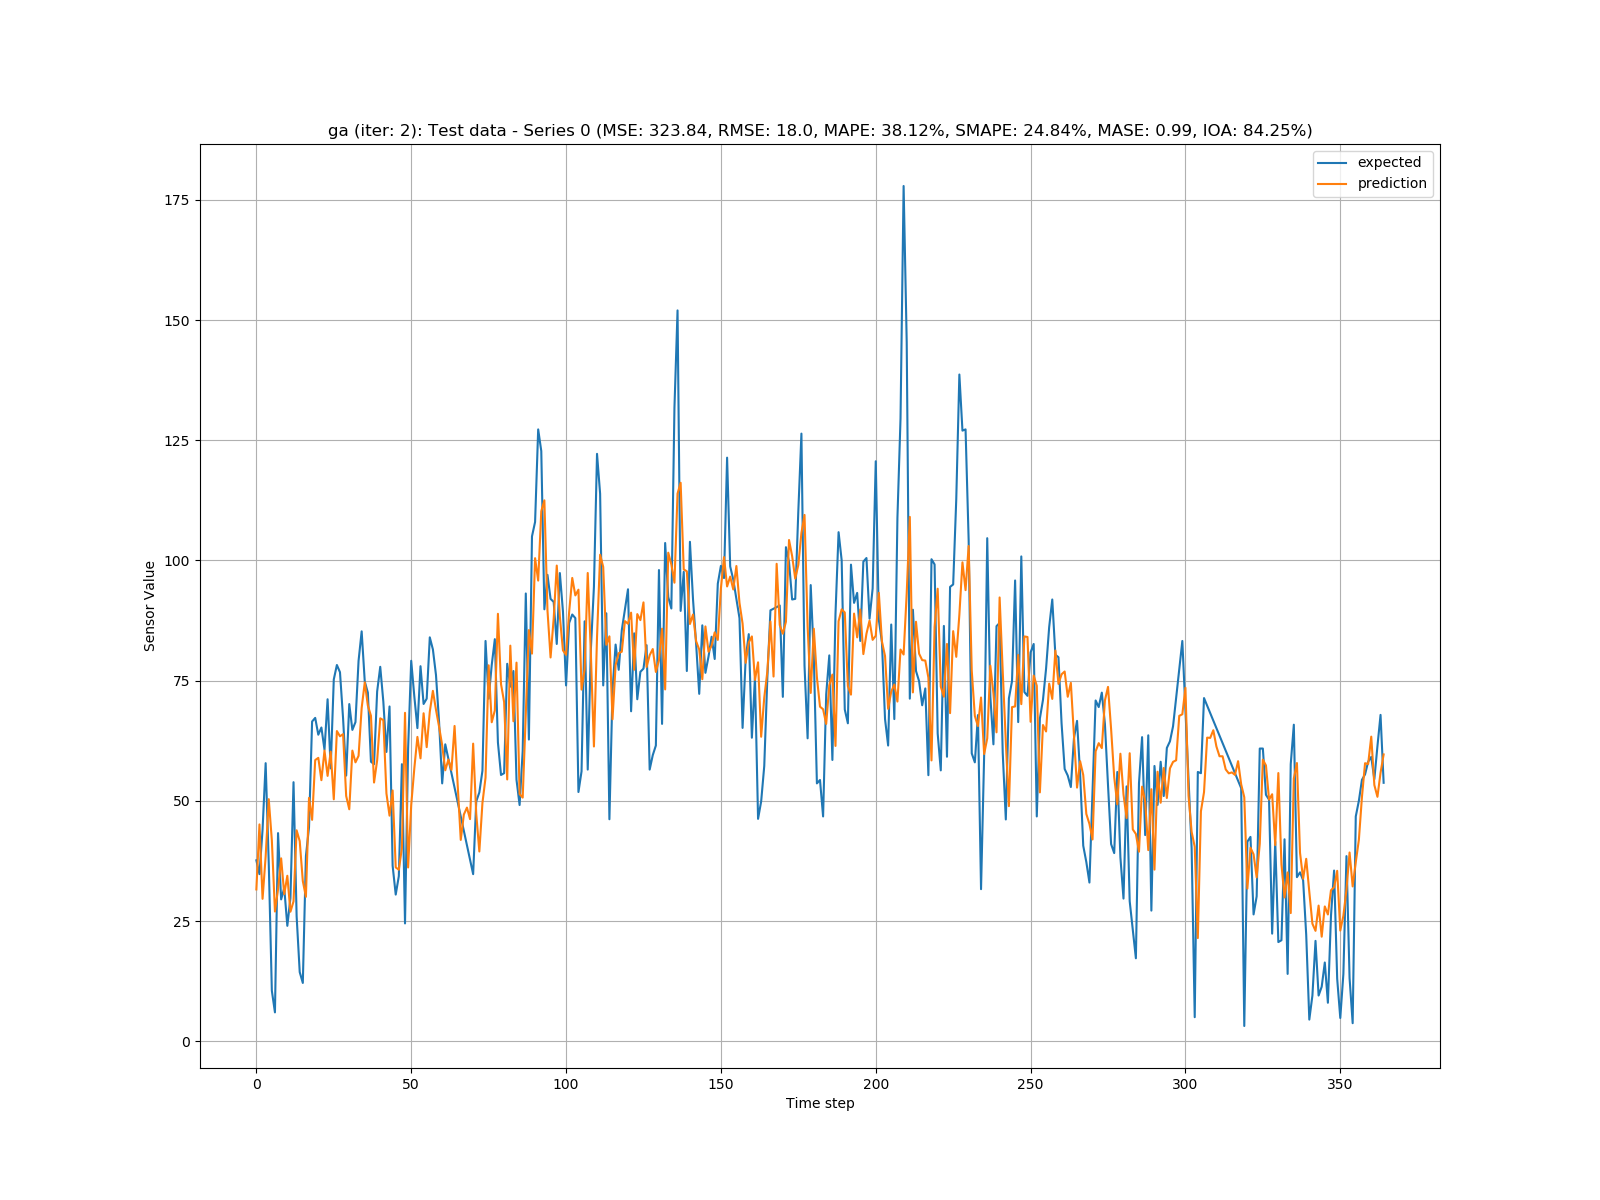 ga (iter: 2): Test data - Series 0 (MSE: 323.84, RMSE: 18.0, MAPE: 38.12%, SMAPE: 24.84%, MASE: 0.99, IOA: 84.25%)
expected
prediction
175
150
125
100
75
50
25
0
Sensor Value
0 50 100 150 200 250 300 350
Time step